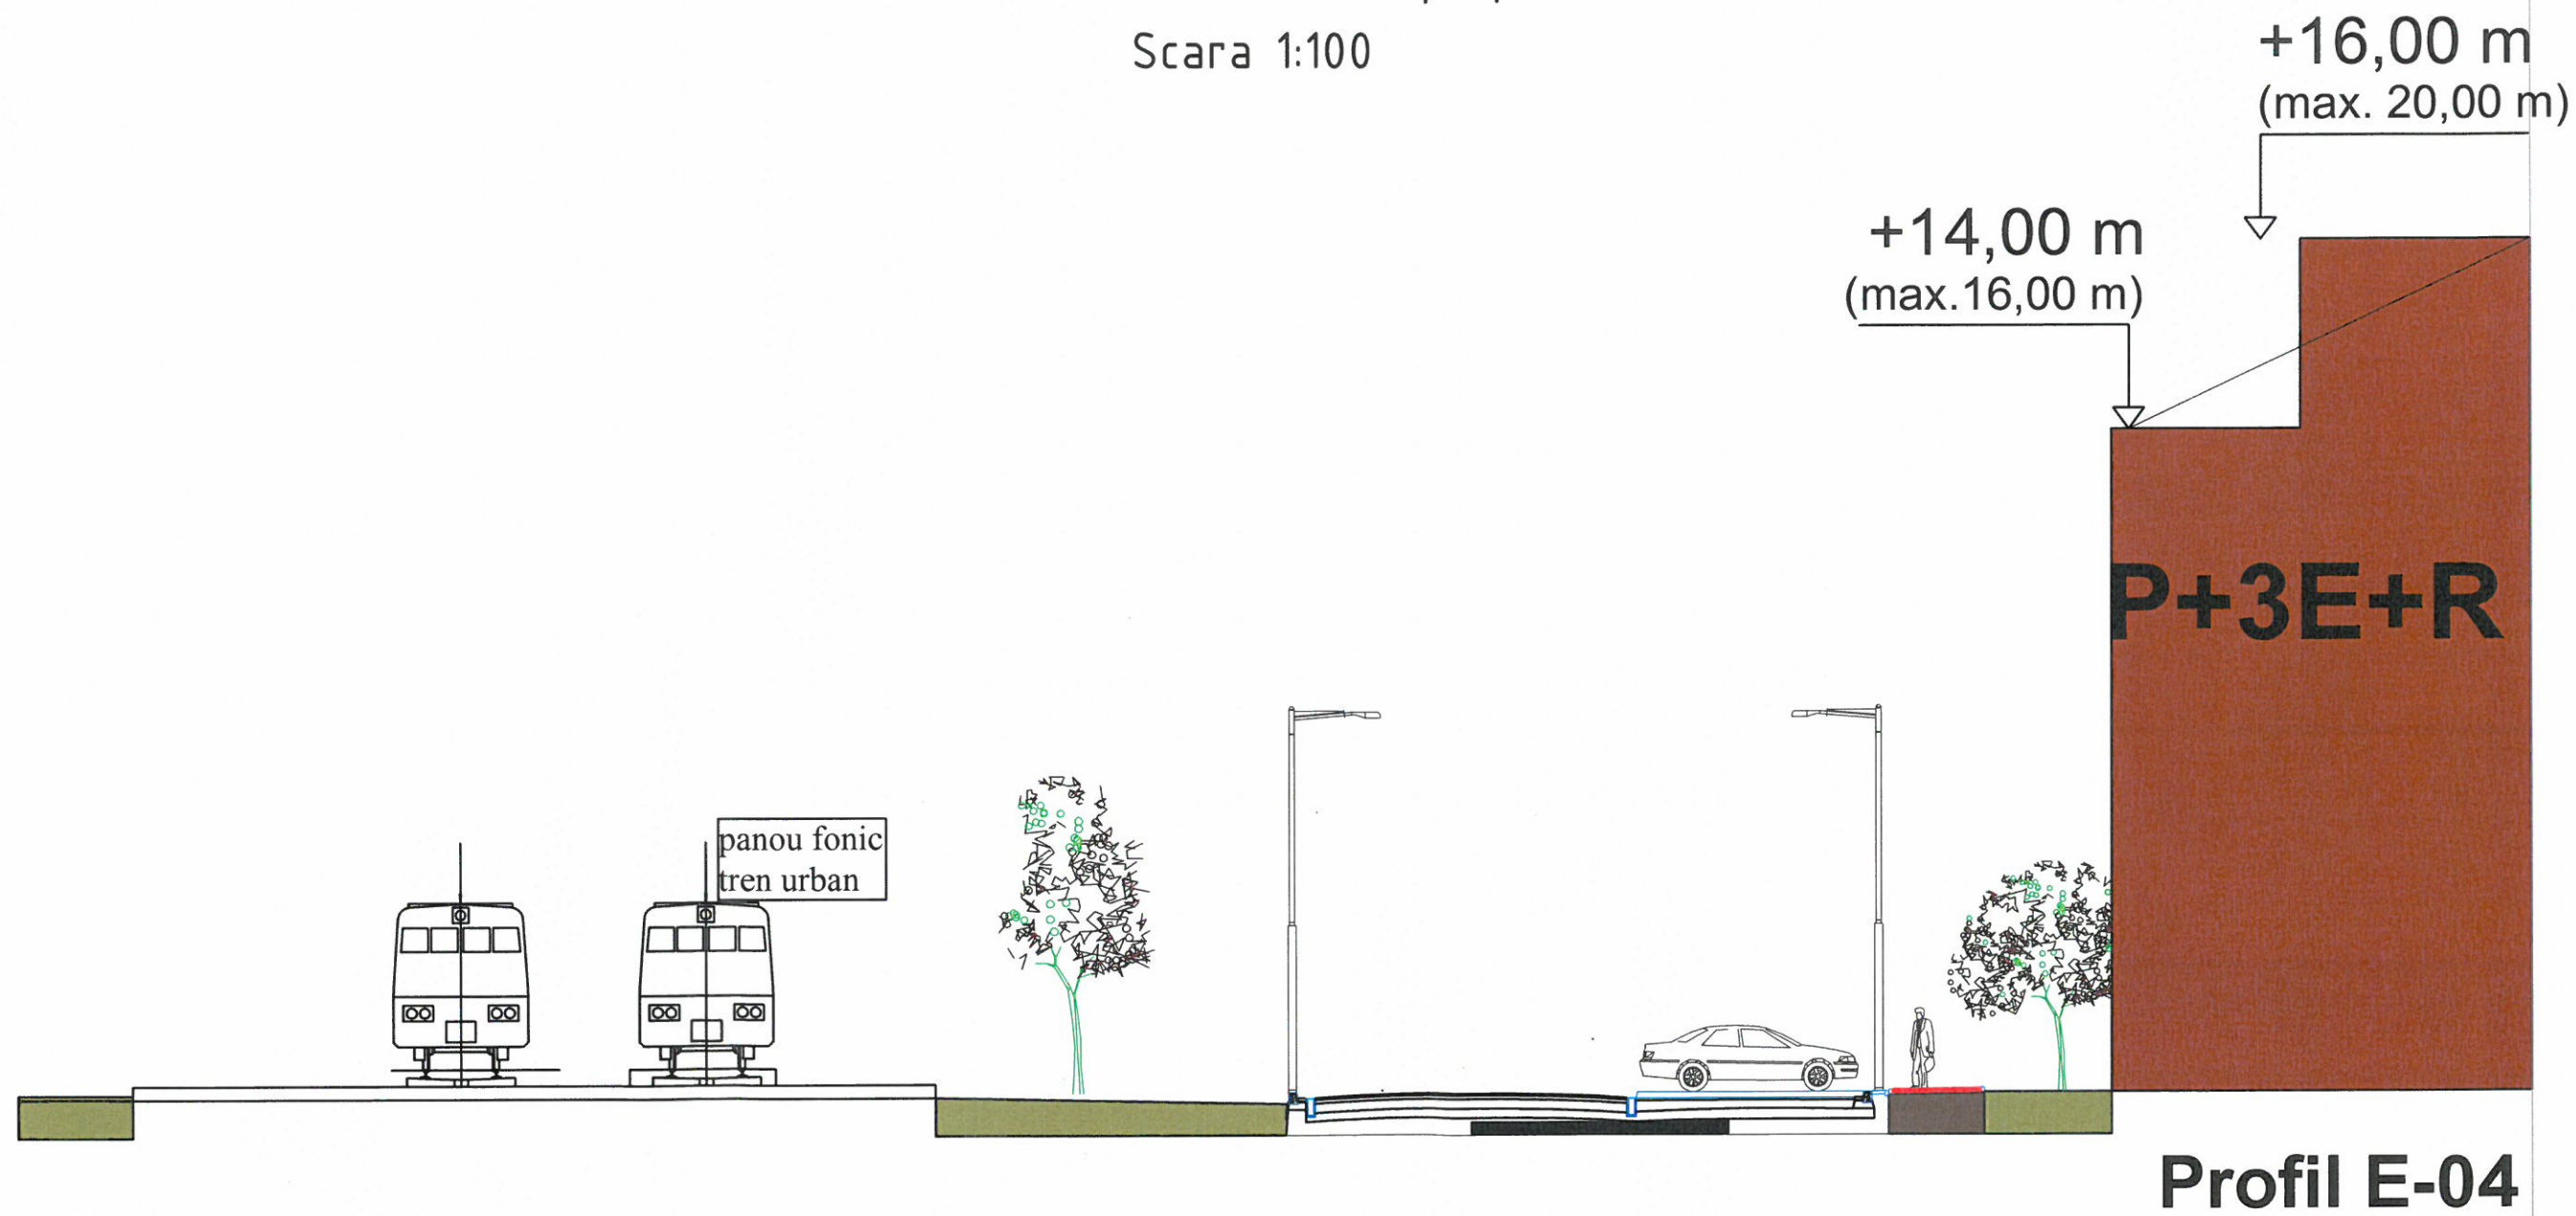 Scara 1:100
+16,00 m
(max. 20,00 m)
+14,00 m
(max.16,00 m)
P+3E+R
panou fonic
tren urban
Profil E-04